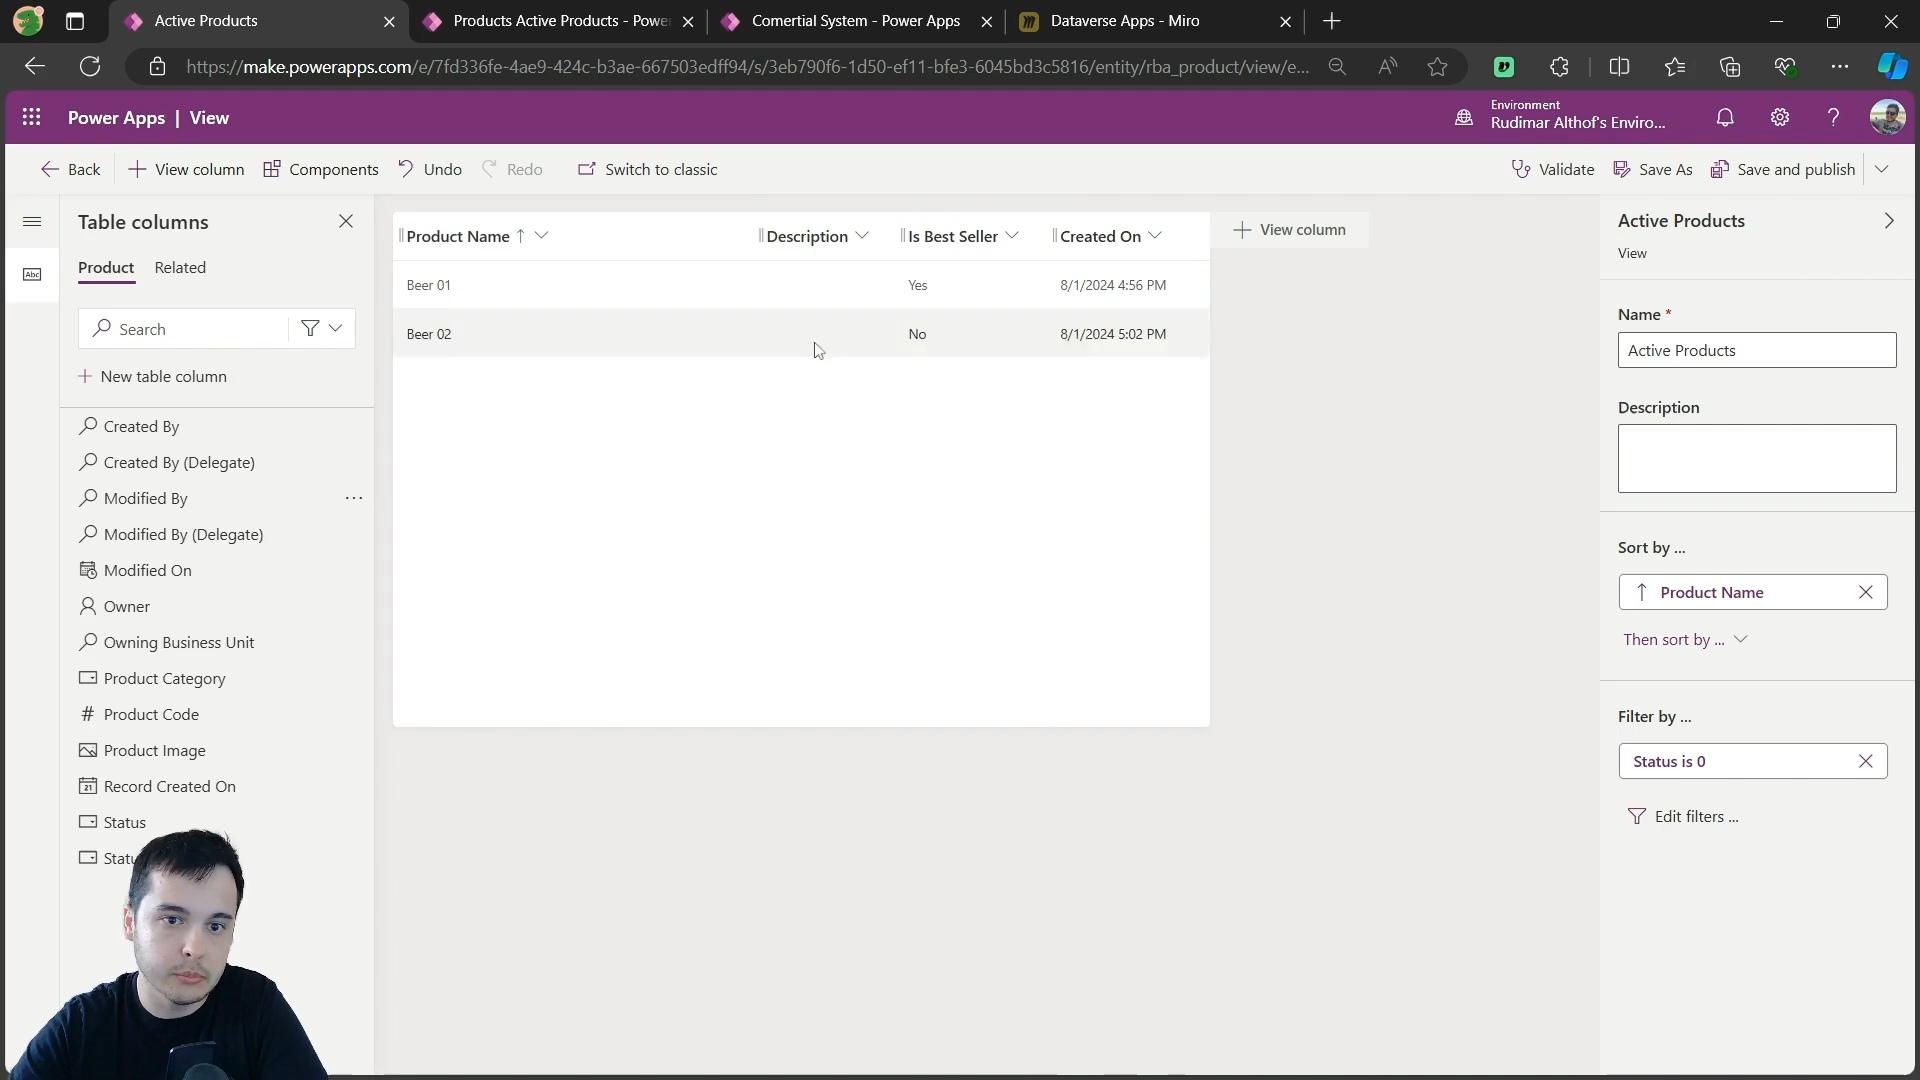 Active Products
Products Active Products - Powe
Comertial System - Power Apps
Dataverse Apps - Miro
https://make.powerapps.com/e/7fd336fe-4ae9-424c-b3ae-667503edff94/s/3eb790f6-1d50-ef11-bfe3-6045bd3c5816/entity/rba_product/view/e...
Power Apps | View
Environment
Rudimar Althof's Enviro...
Back
View column
Components
Undo
Redo
Switch to classic
Validate
Save As
Save and publish
Table columns
Product
Related
Search
New table column
Created By
Created By (Delegate)
Modified By
Modified By (Delegate)
Modified On
Owner
Owning Business Unit
Product Category
Product Code
Product Image
Record Created On
Status
Statu
Product Name
Description
Is Best Seller
Created On
View column
Beer 01
Yes
8/1/2024 4:56 PM
Beer 02
No
8/1/2024 5:02 PM
Active Products
View
Name *
Active Products
Description
Sort by ...
Product Name
Then sort by ...
Filter by ...
Status is 0
Edit filters ...